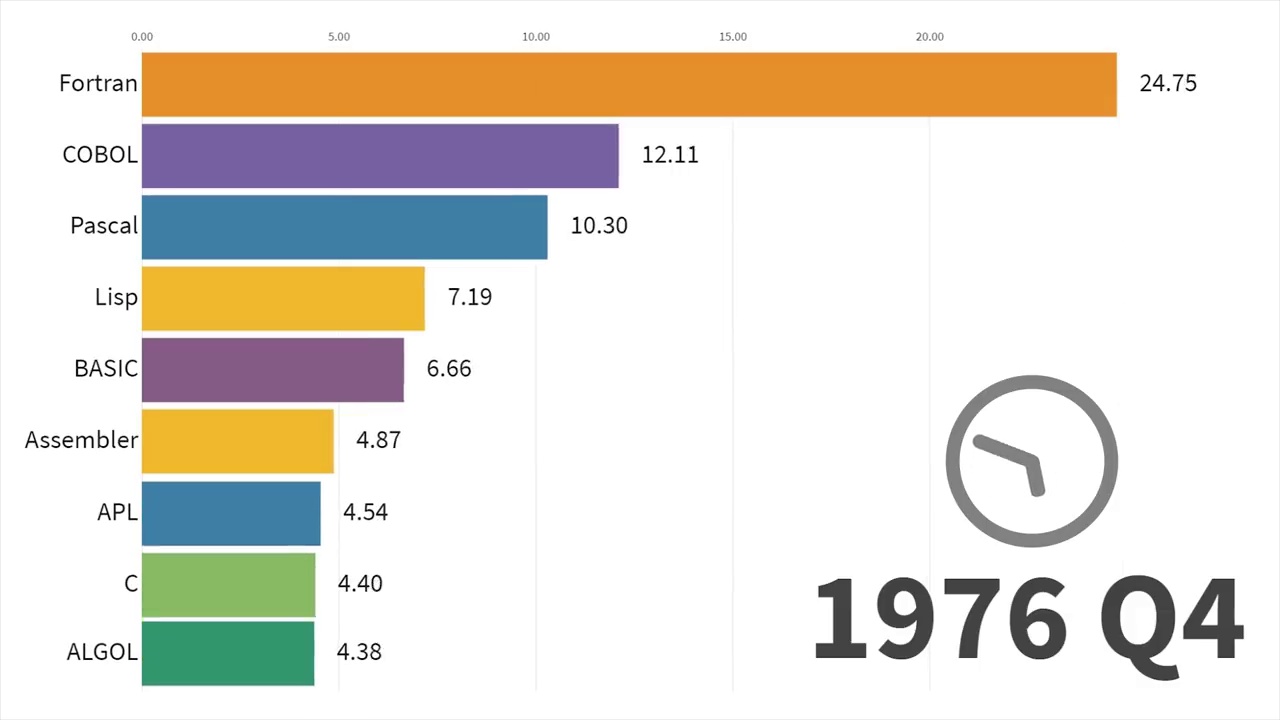 0.00 5.00 10.00 15.00 20.00
Fortran 24.75
COBOL 12.11
Pascal 10.30
Lisp 7.19
BASIC 6.66
Assembler 4.87
APL 4.54
C 4.40
ALGOL 4.38
1976 Q4